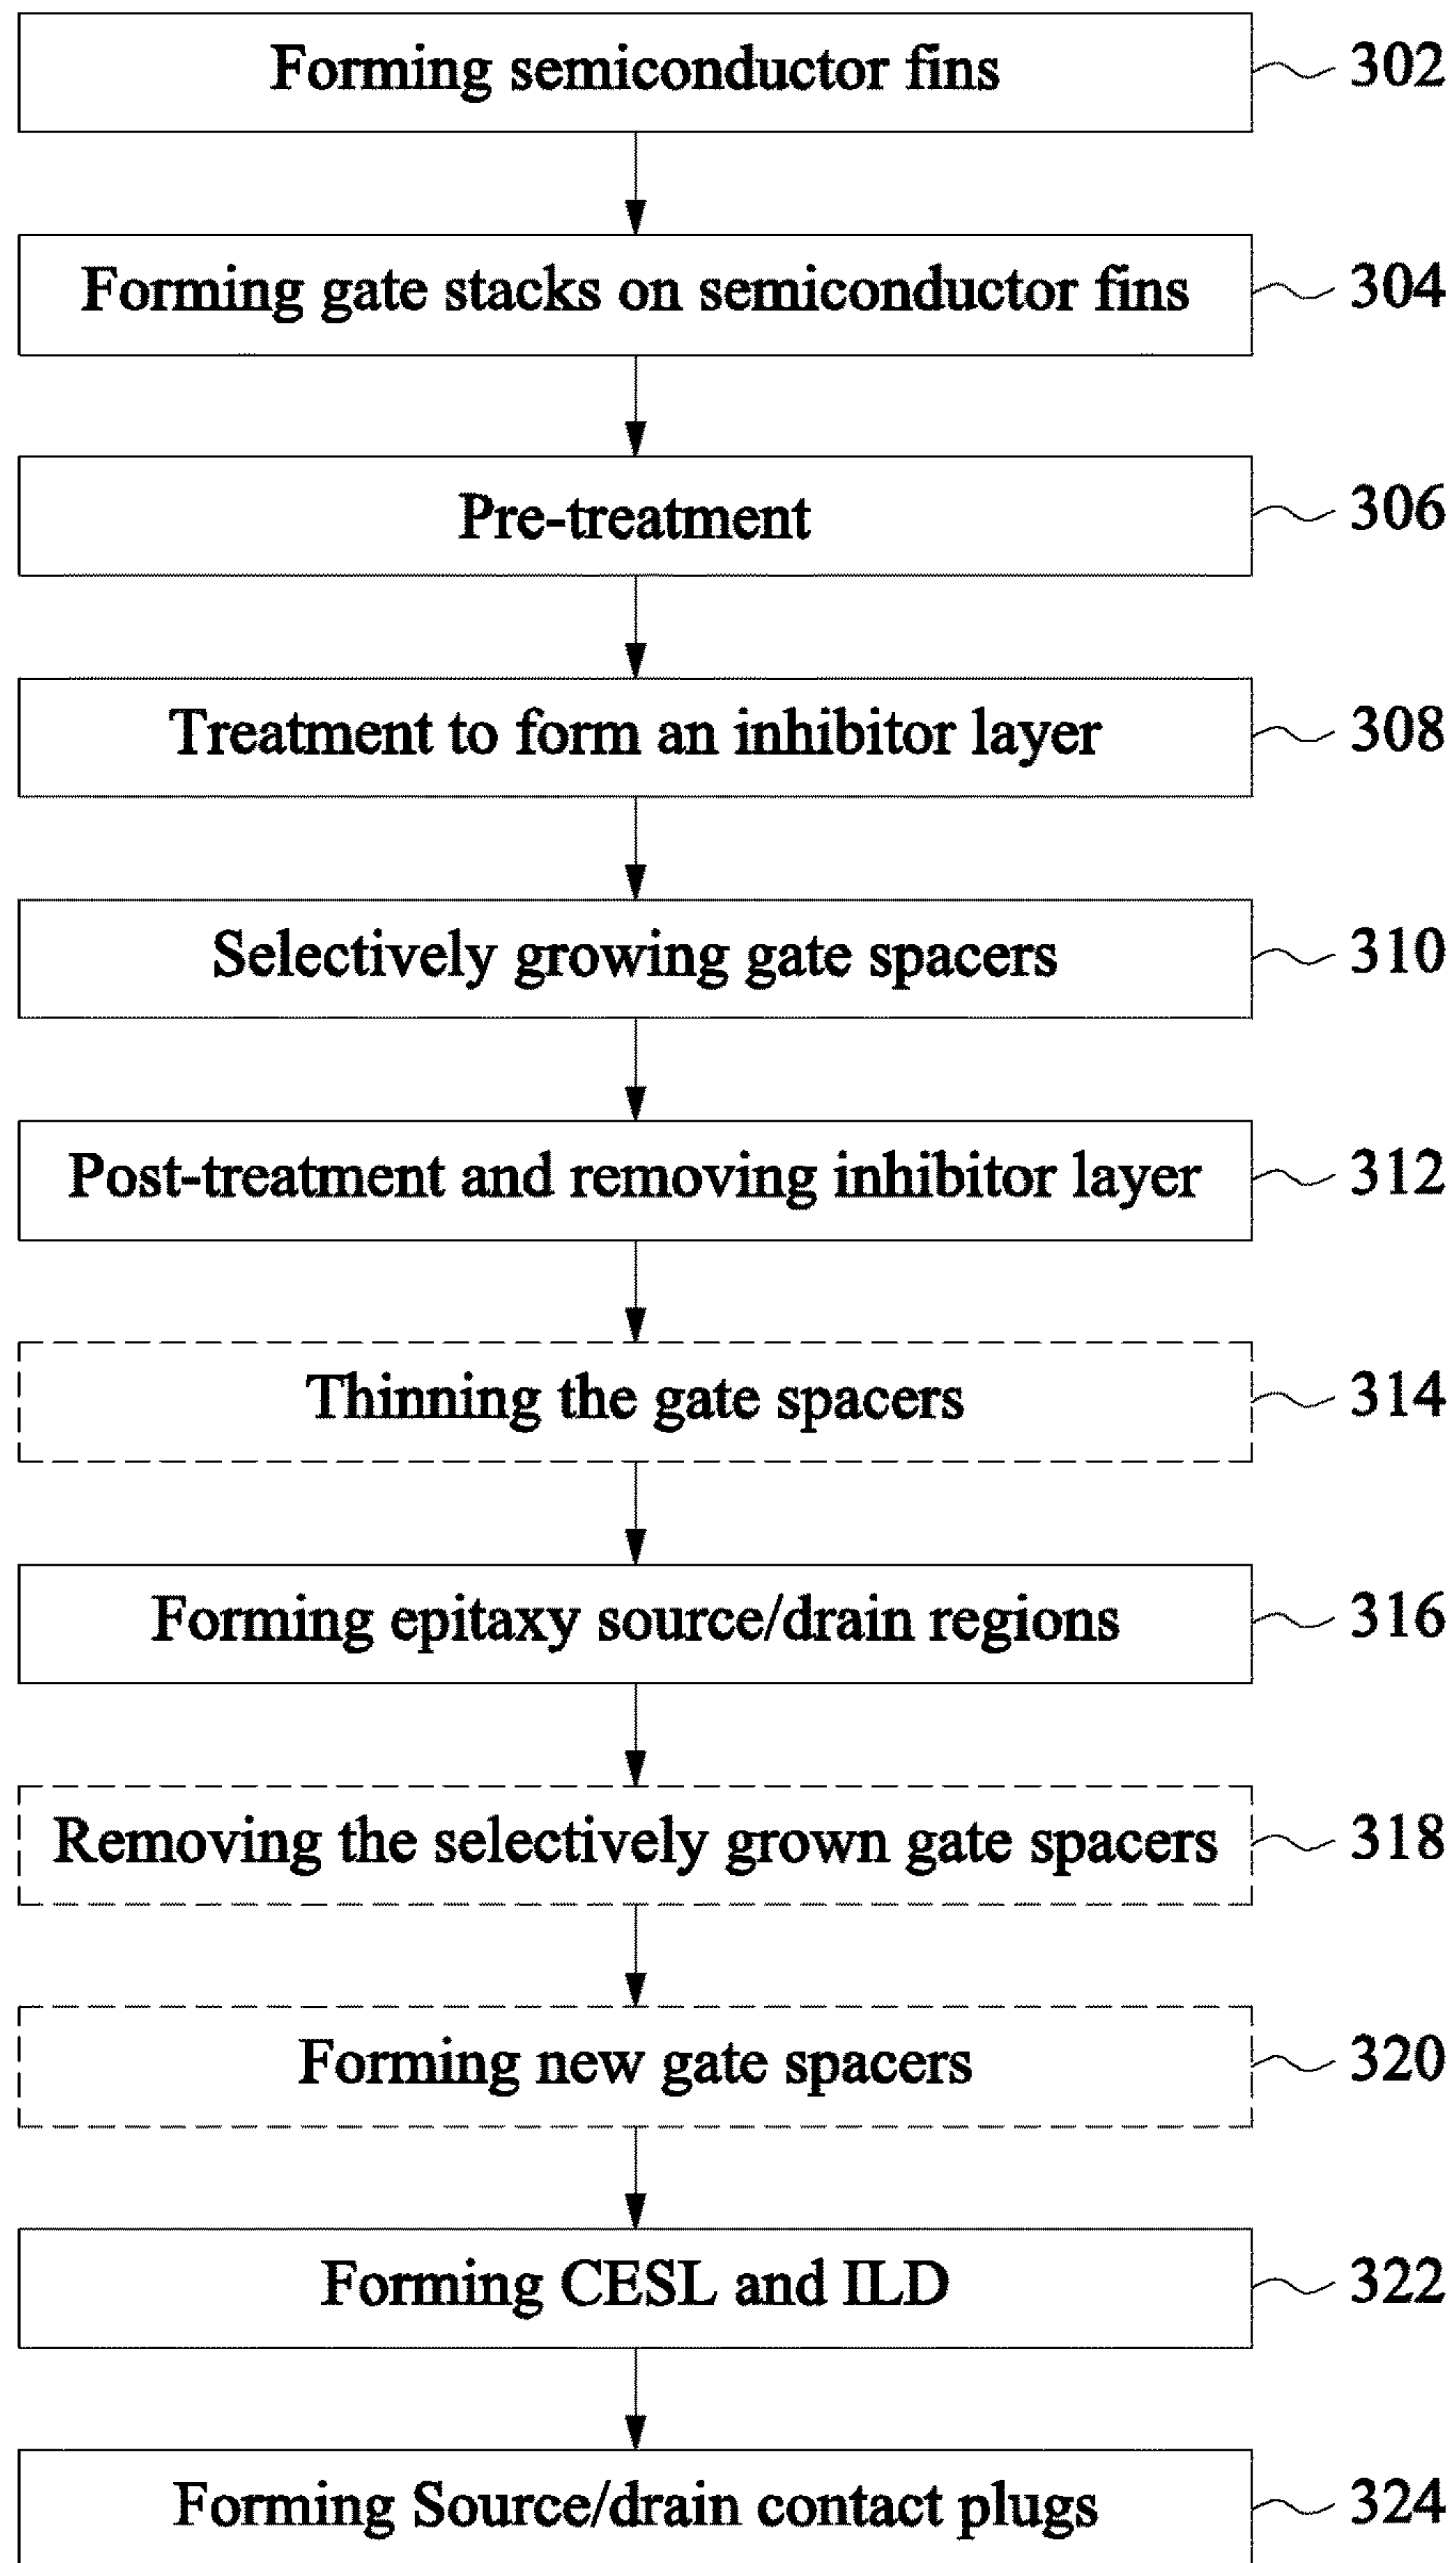 Forming semiconductor fins 302
Forming gate stacks on semiconductor fins 304
Pre-treatment 306
Treatment to form an inhibitor layer 308
Selectively growing gate spacers 310
Post-treatment and removing inhibitor layer 312
Thinning the gate spacers 314
Forming epitaxy source/drain regions 316
Removing the selectively grown gate spacers 318
Forming new gate spacers 320
Forming CESL and ILD 322
Forming Source/drain contact plugs 324